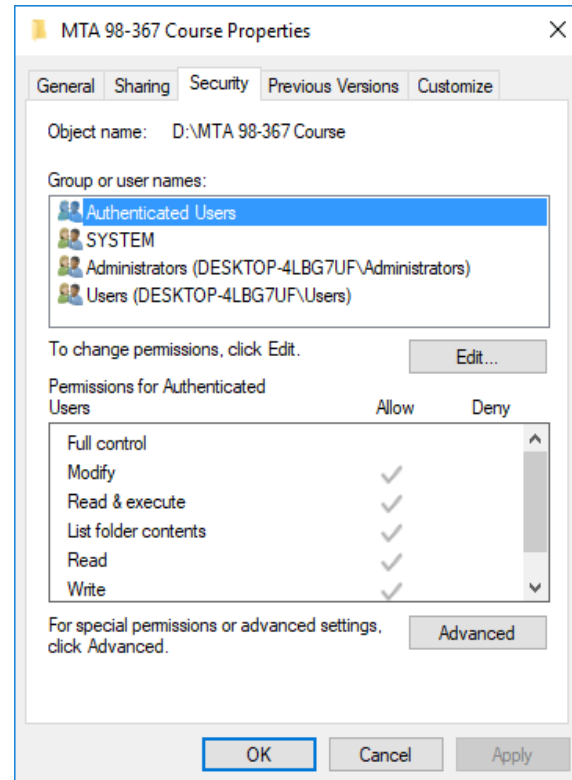 MTA 98-367 Course Properties
General Sharing Security Previous Versions Customize
Object name: D:\MTA 98-367 Course
Group or user names:
Authenticated Users
SYSTEM
Administrators (DESKTOP-4LBG7UF\Administrators)
Users (DESKTOP-4LBG7UF\Users)
To change permissions, click Edit.
Edit...
Permissions for Authenticated
Users Allow Deny
Full control
Modify
Read & execute
List folder contents
Read
Write
For special permissions or advanced settings,
click Advanced.
Advanced
OK Cancel Apply